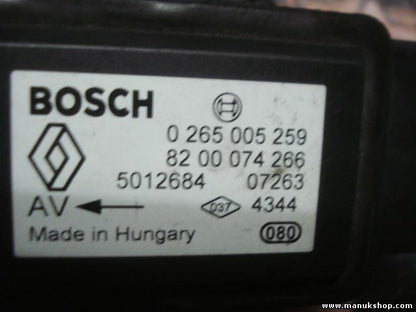 BOSCH
0 265 005 259
82 00 074 266
5012684 07263
AV 037 4344
Made in Hungary 080
www.manukshop.com